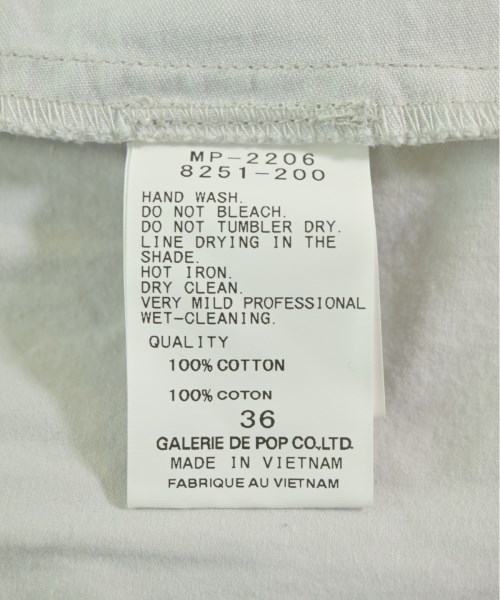 MP-2206
8251-200
HAND WASH.
DO NOT BLEACH.
DO NOT TUMBLER DRY.
LINE DRYING IN THE
SHADE.
HOT IRON.
DRY CLEAN.
VERY MILD PROFESSIONAL
WET-CLEANING.
QUALITY
100% COTTON
100% COTON
36
GALERIE DE POP CO.,LTD.
MADE IN VIETNAM
FABRIQUE AU VIETNAM